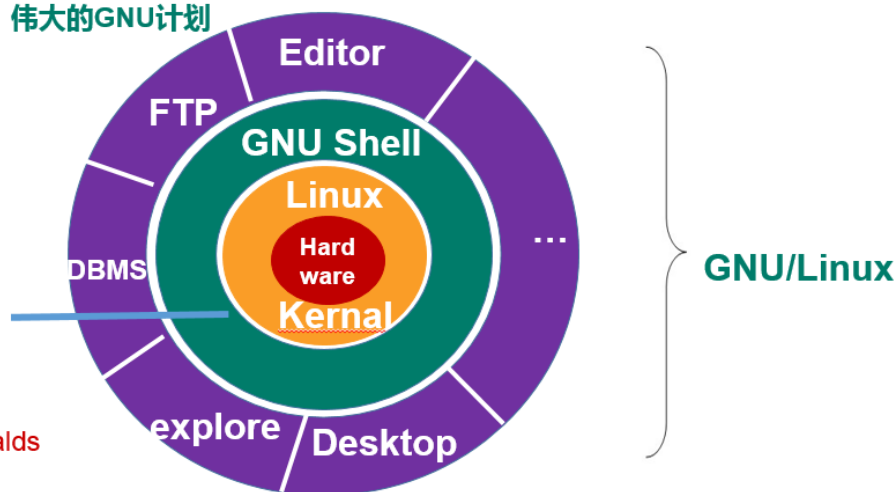 伟大的GNU计划
Editor
FTP
GNU Shell
Linux
Hard
ware
...
DBMS
GNU/Linux
Kernal
explore
Desktop
alds